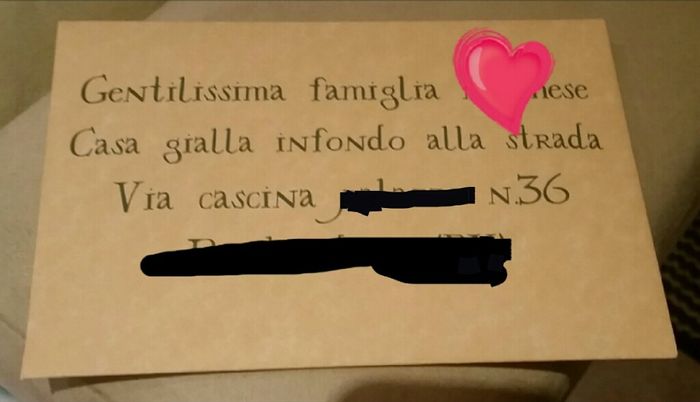 Gentilissima famiglia
Casa gialla infondo alla strada
Via cascina N.36